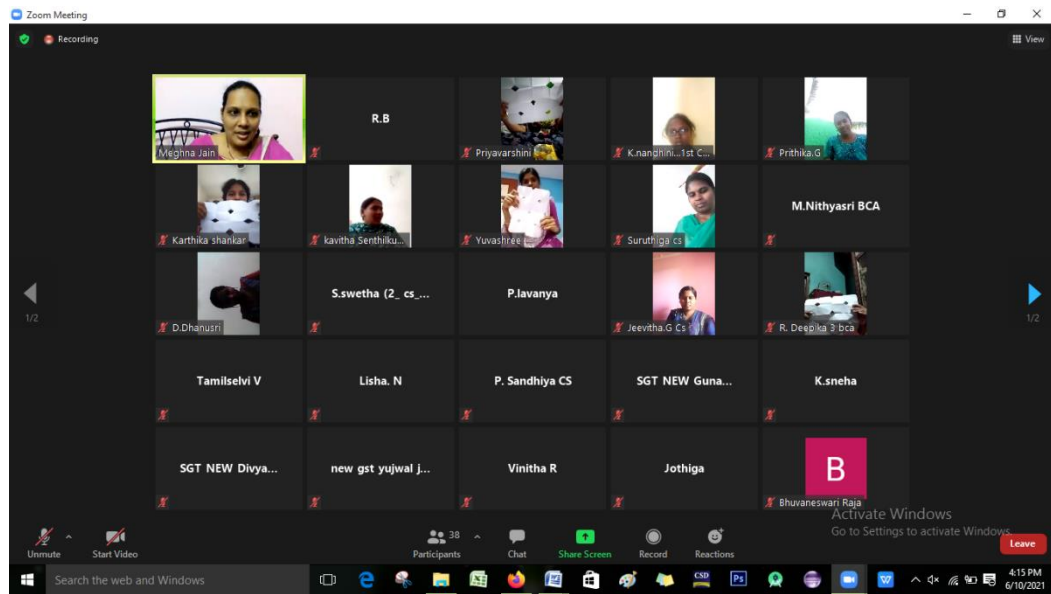 Zoom Meeting
Recording
View
Meghna Jain
R.B
Priyavarshini
K.nanghini...1st C...
Prithika.G
Karthika shankar
kavitha Senthilku...
Yuvashree
Suruthiga cs
M.Nithyasri BCA
D.Dhanusri
S.swetha (2_ cs_...
P.lavanya
Jeevitha.G Cs
R. Deepika 3 bca
1/2
1/2
Tamilselvi V
Lisha. N
P. Sandhiya CS
SGT NEW Guna...
K.sneha
SGT NEW Divya...
new gst yujwal j...
Vinitha R
Jothiga
B
Bhuvaneswari Raja
Activate Windows
Go to Settings to activate Windows.
Unmute
Start Video
Participants
38
Chat
Share Screen
Record
Reactions
Leave
Search the web and Windows
CSD
Ps
W
4:15 PM
6/10/2021